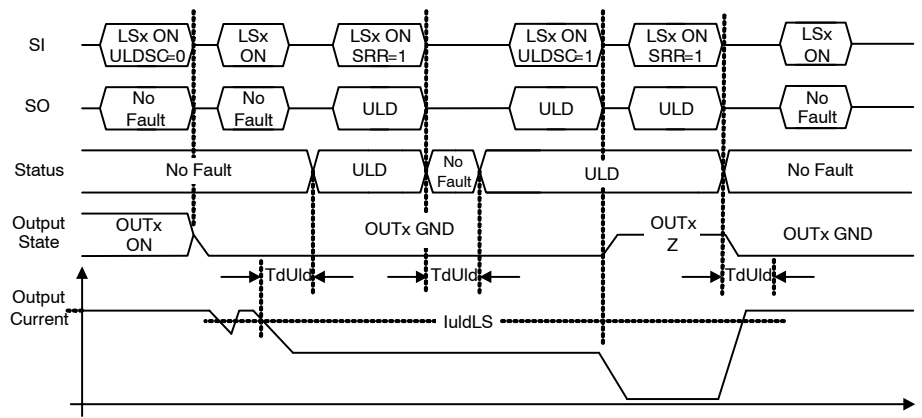 SI
LSx ON
ULDSC=0
LSx
ON
LSx ON
SRR=1
LSx ON
ULDSC=1
LSx ON
SRR=1
LSx
ON
SO
No
Fault
No
Fault
ULD
ULD
ULD
No
Fault
Status
No Fault
ULD
No
Fault
ULD
No Fault
Output
State
OUTx
ON
OUTx GND
OUTx
Z
OUTx GND
TdUld
TdUld
TdUld
Output
Current
IuldLS